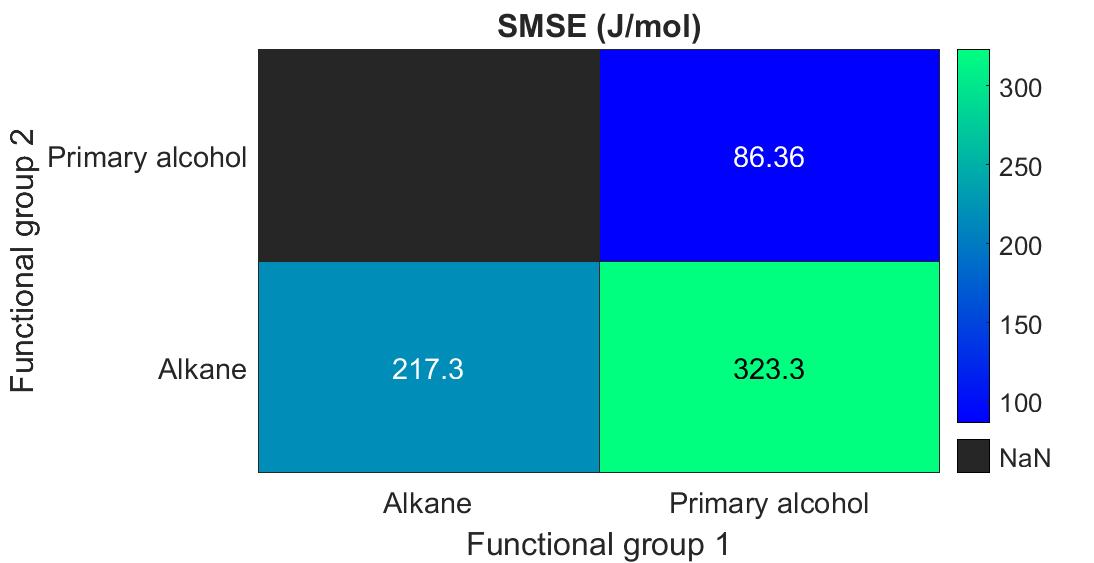 SMSE (J/mol)
Functional group 2
Primary alcohol
Alkane
86.36
217.3
323.3
300
250
200
150
100
NaN
Alkane
Primary alcohol
Functional group 1